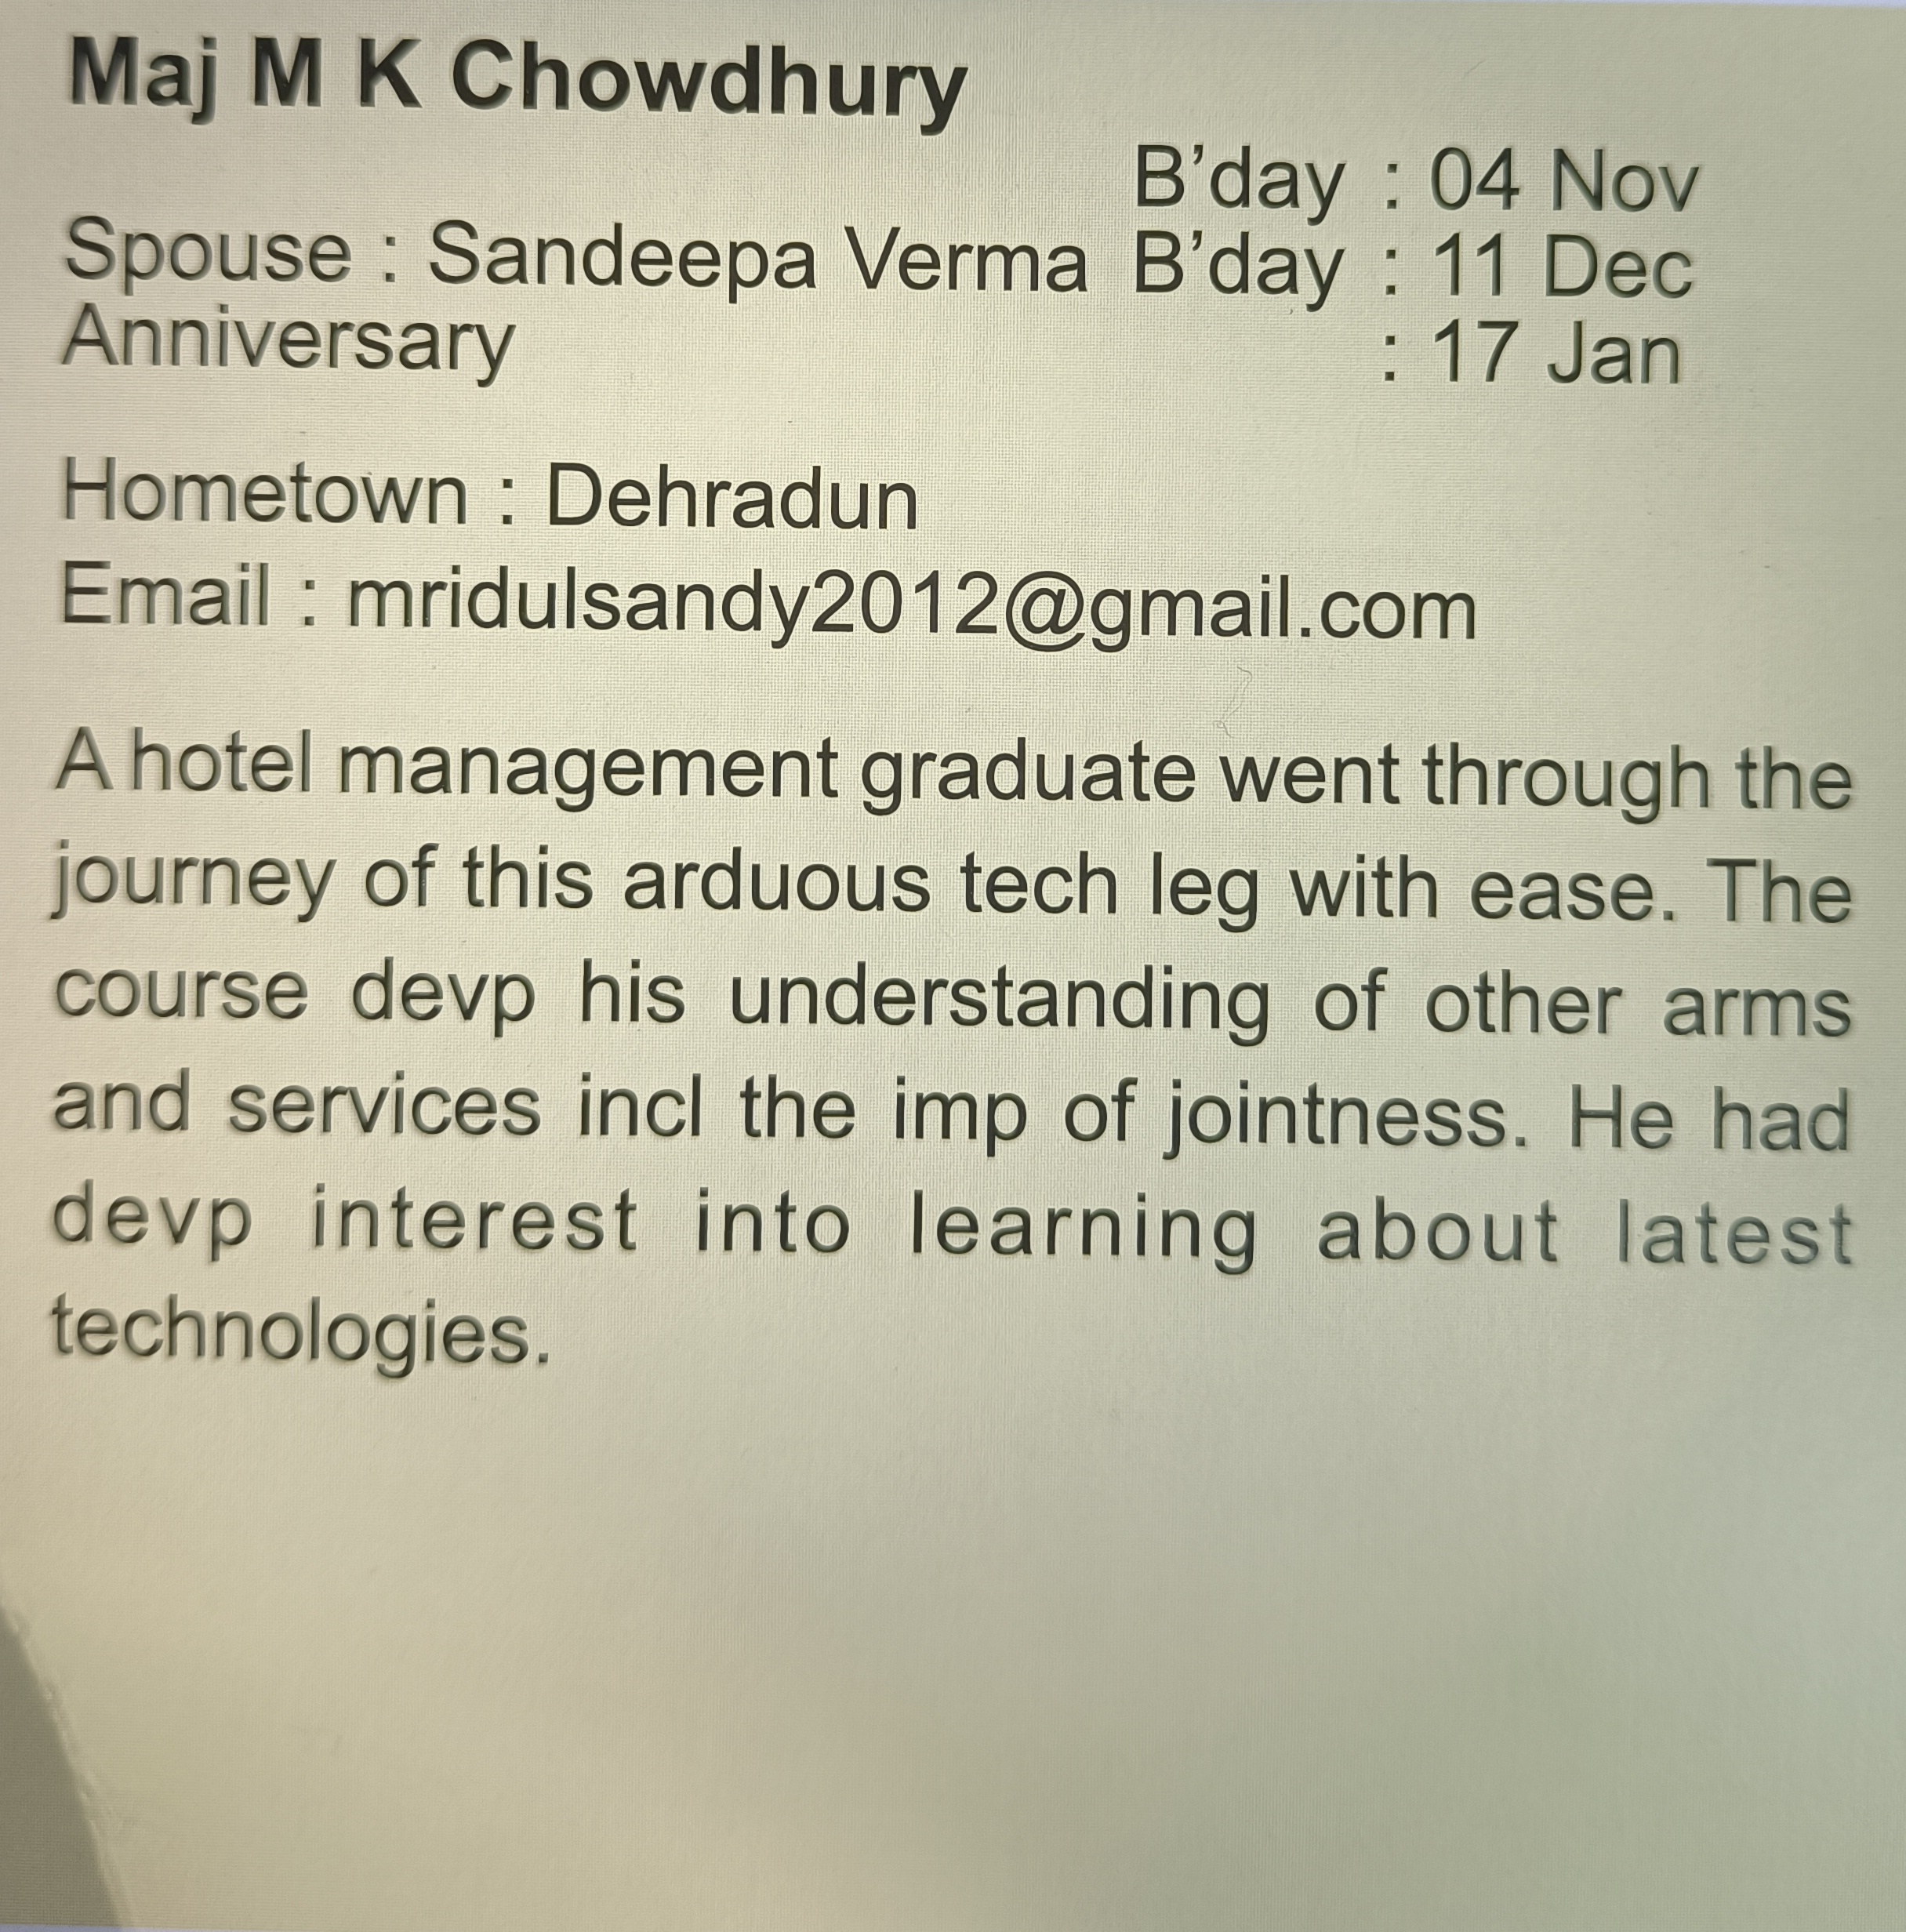 Maj M K Chowdhury
B’day : 04 Nov
Spouse : Sandeepa Verma B’day : 11 Dec
Anniversary : 17 Jan
Hometown : Dehradun
Email : mridulsandy2012@gmail.com
A hotel management graduate went through the
journey of this arduous tech leg with ease. The
course devp his understanding of other arms
and services incl the imp of jointness. He had
devp interest into learning about latest
technologies.